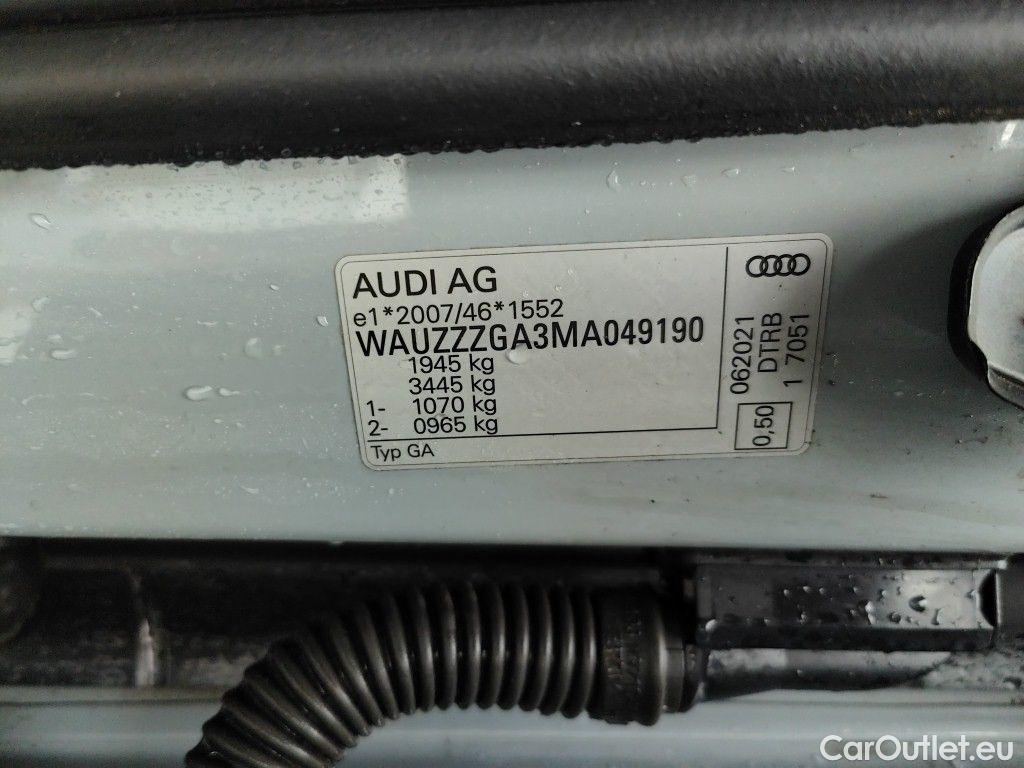 AUDI AG
e1*2007/46*1552
WAUZZZGA3MA049190
1945 kg
3445 kg
1- 1070 kg
2- 0965 kg
Typ GA
062021
DTRB
1 7051
0,50
CarOutlet.eu